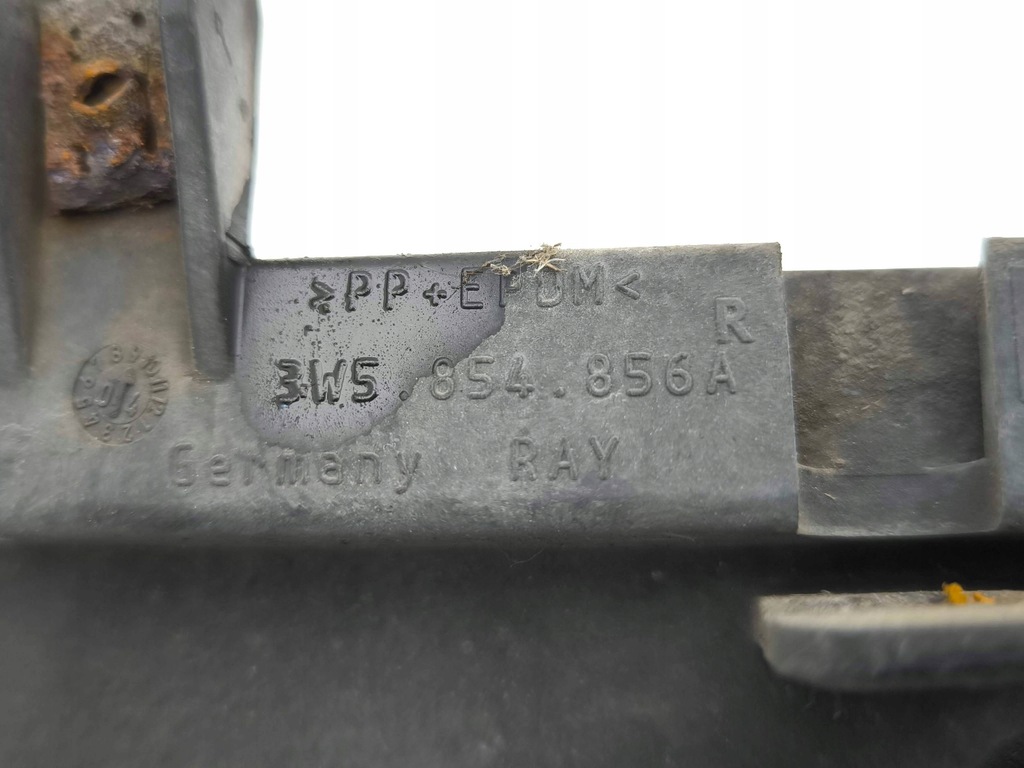 >PP+EPDM<
R
3W5.854.856A
Germany RAY